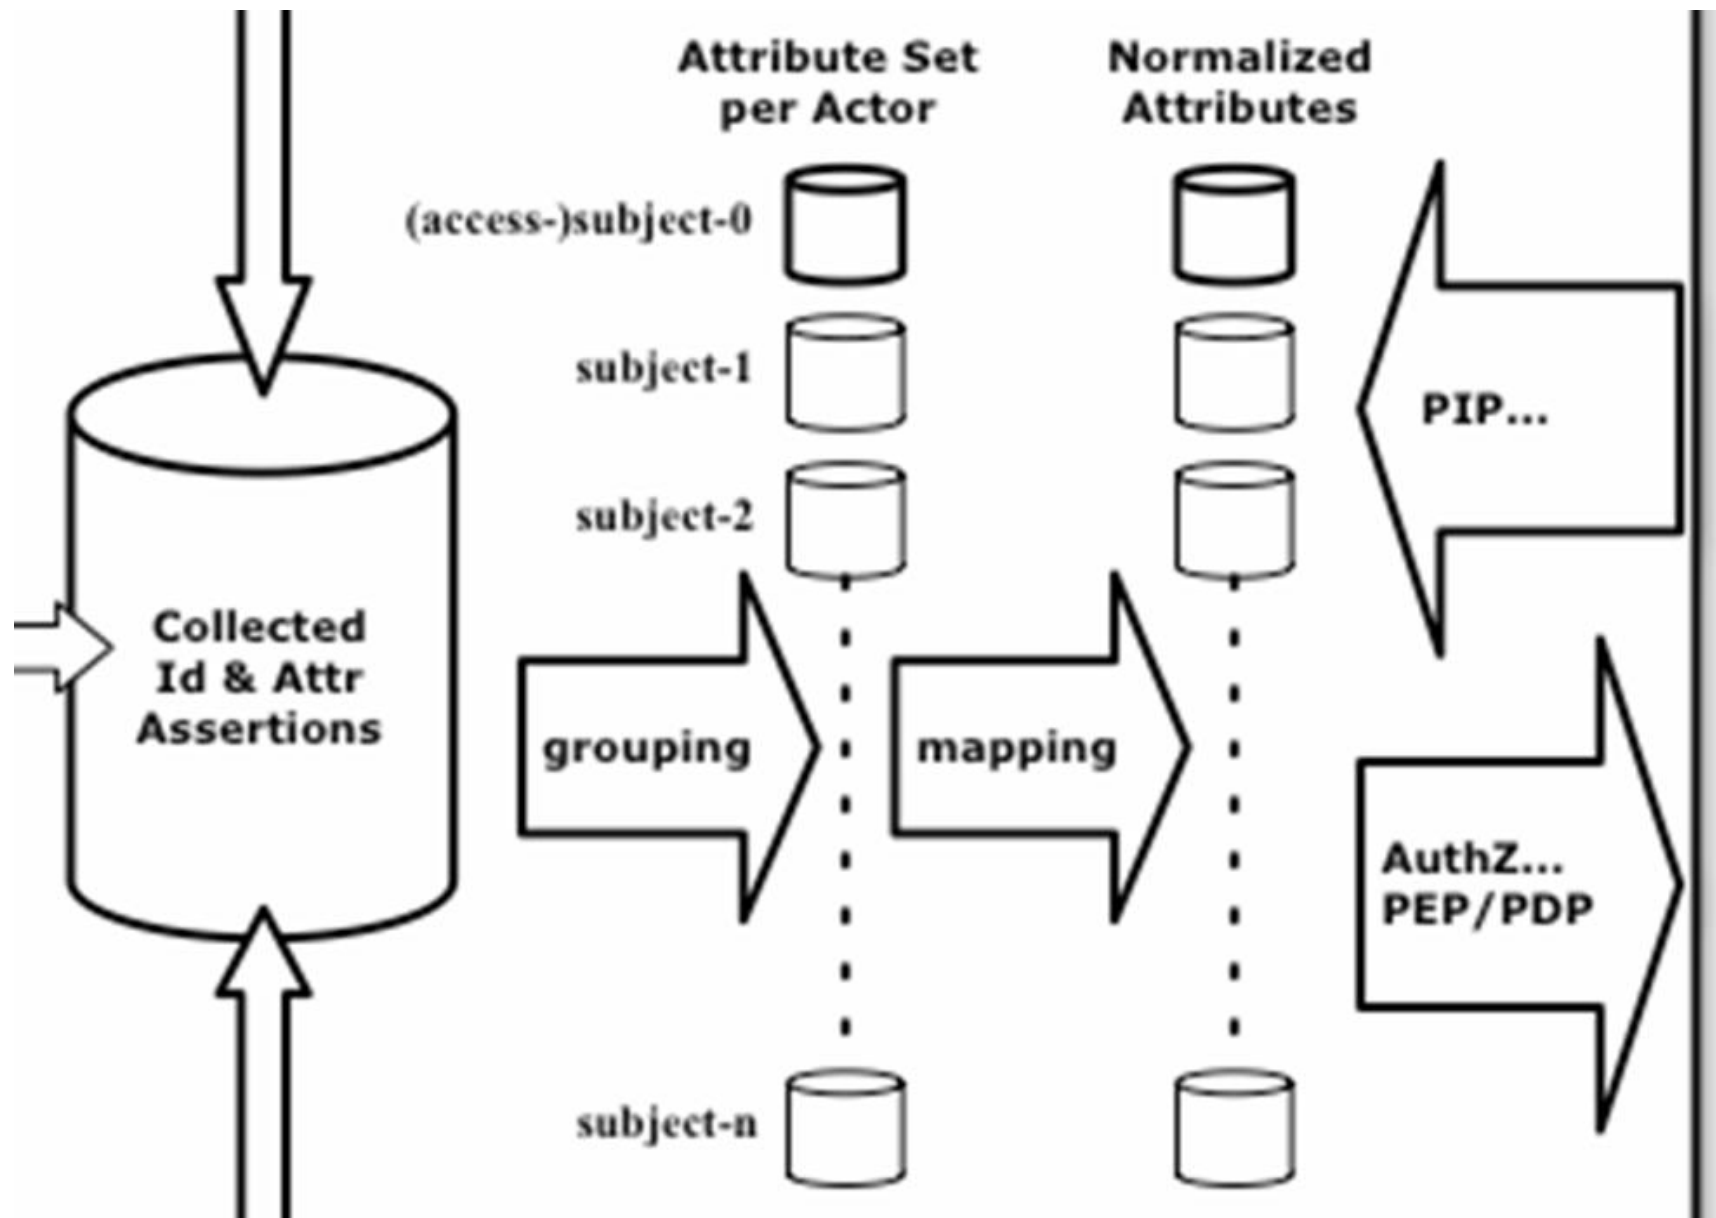 Attribute Set
per Actor
Normalized
Attributes
(access-)subject-0
subject-1
PIP...
subject-2
Collected
Id & Attr
Assertions
grouping
mapping
AuthZ...
PEP/PDP
subject-n